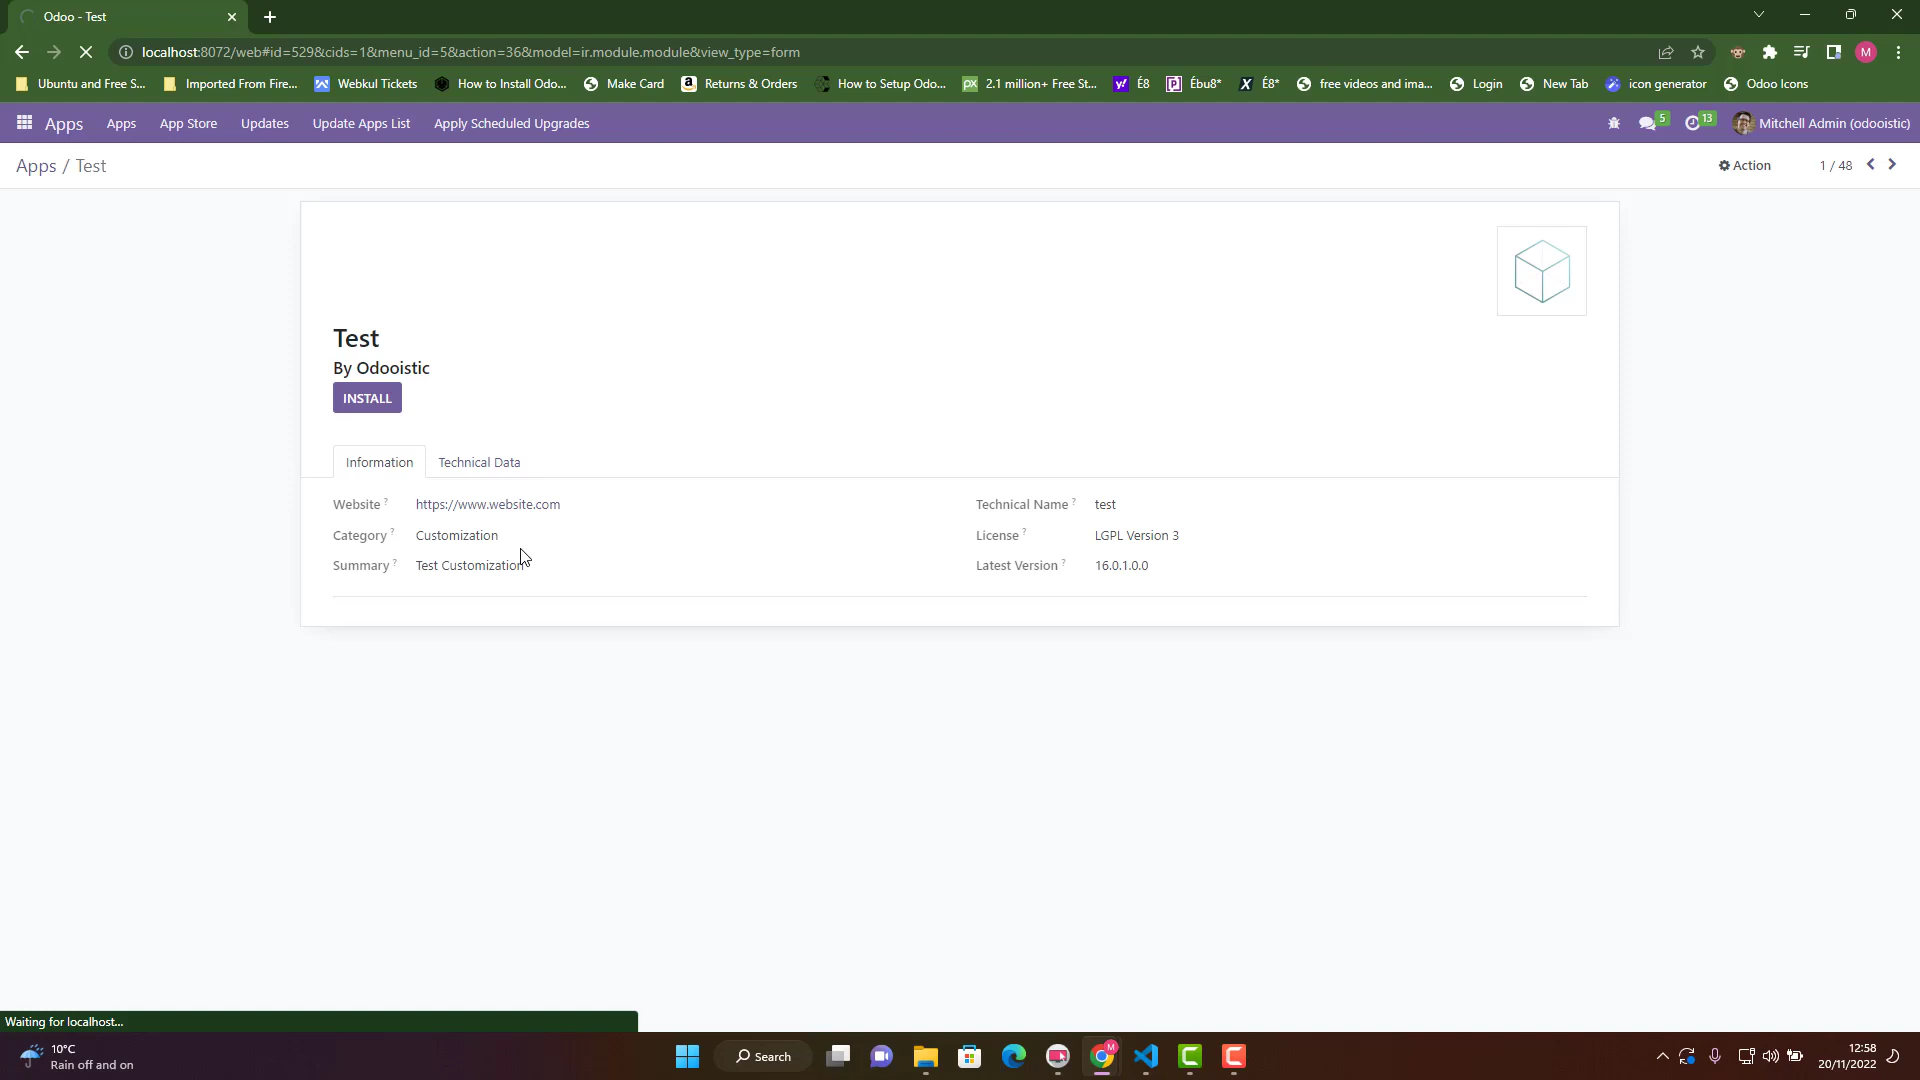 Odoo - Test
localhost:8072/web#id=529&cids=1&menu_id=5&action=36&model=ir.module.module&view_type=form
M
Ubuntu and Free S... Imported From Fire... Webkul Tickets How to Install Odo... Make Card Returns & Orders How to Setup Odo... 2.1 million+ Free St... É8 Ébu8* É8* free videos and ima... Login New Tab icon generator Odoo Icons
Apps Apps App Store Updates Update Apps List Apply Scheduled Upgrades 5 13 Mitchell Admin (odooistic)
Apps / Test Action 1 / 48
Test
By Odooistic
INSTALL
Information Technical Data
Website ? https://www.website.com Technical Name ? test
Category ? Customization License ? LGPL Version 3
Summary ? Test Customization Latest Version ? 16.0.1.0.0
Waiting for localhost...
10°C
Rain off and on
Search
M
12:58
20/11/2022